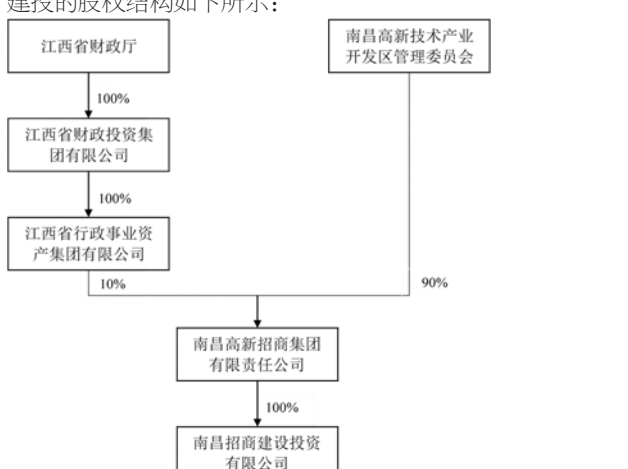 建投的股权结构如下所示：
江西省财政厅
南昌高新技术产业
开发区管理委员会
100%
江西省财政投资集
团有限公司
100%
江西省行政事业资
产集团有限公司
10%
90%
南昌高新招商集团
有限责任公司
100%
南昌招商建设投资
有限公司